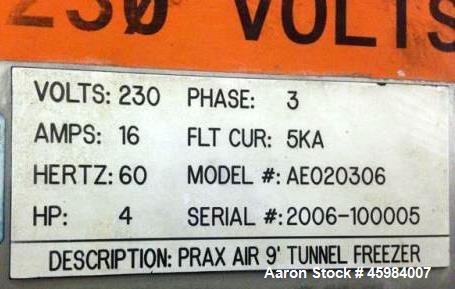 230 VOLTS
VOLTS: 230 PHASE: 3
AMPS: 16 FLT CUR: 5KA
HERTZ: 60 MODEL #: AE020306
HP: 4 SERIAL #: 2006-100005
DESCRIPTION: PRAX AIR 9' TUNNEL FREEZER
Aaron Stock # 45984007